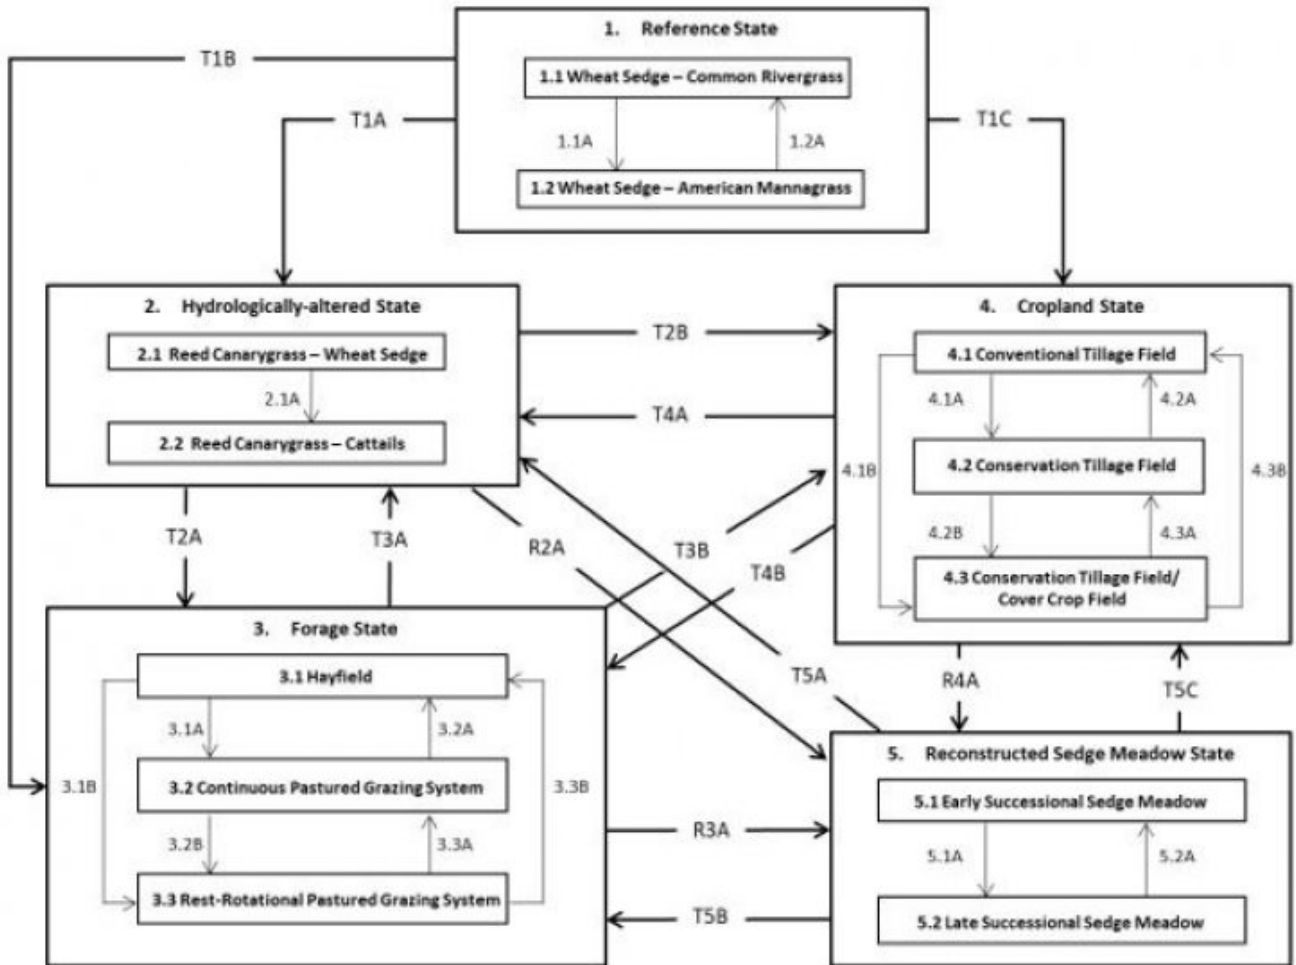 1. Reference State
T1B
1.1 Wheat Sedge – Common Rivergrass
T1A
T1C
1.1A
1.2A
1.2 Wheat Sedge – American Mannagrass
2. Hydrologically-altered State
4. Cropland State
T2B
2.1 Reed Canarygrass – Wheat Sedge
4.1 Conventional Tillage Field
2.1A
4.1A
4.2A
T4A
2.2 Reed Canarygrass – Cattails
4.2 Conservation Tillage Field
4.1B
4.3B
T2A
T3A
R2A
T3B
T4B
4.2B
4.3A
4.3 Conservation Tillage Field/
Cover Crop Field
3. Forage State
3.1 Hayfield
T5A
R4A
T5C
3.1A
3.2A
5. Reconstructed Sedge Meadow State
3.1B
3.2 Continuous Pastured Grazing System
3.3B
5.1 Early Successional Sedge Meadow
R3A
3.2B
3.3A
5.1A
5.2A
3.3 Rest-Rotational Pastured Grazing System
T5B
5.2 Late Successional Sedge Meadow